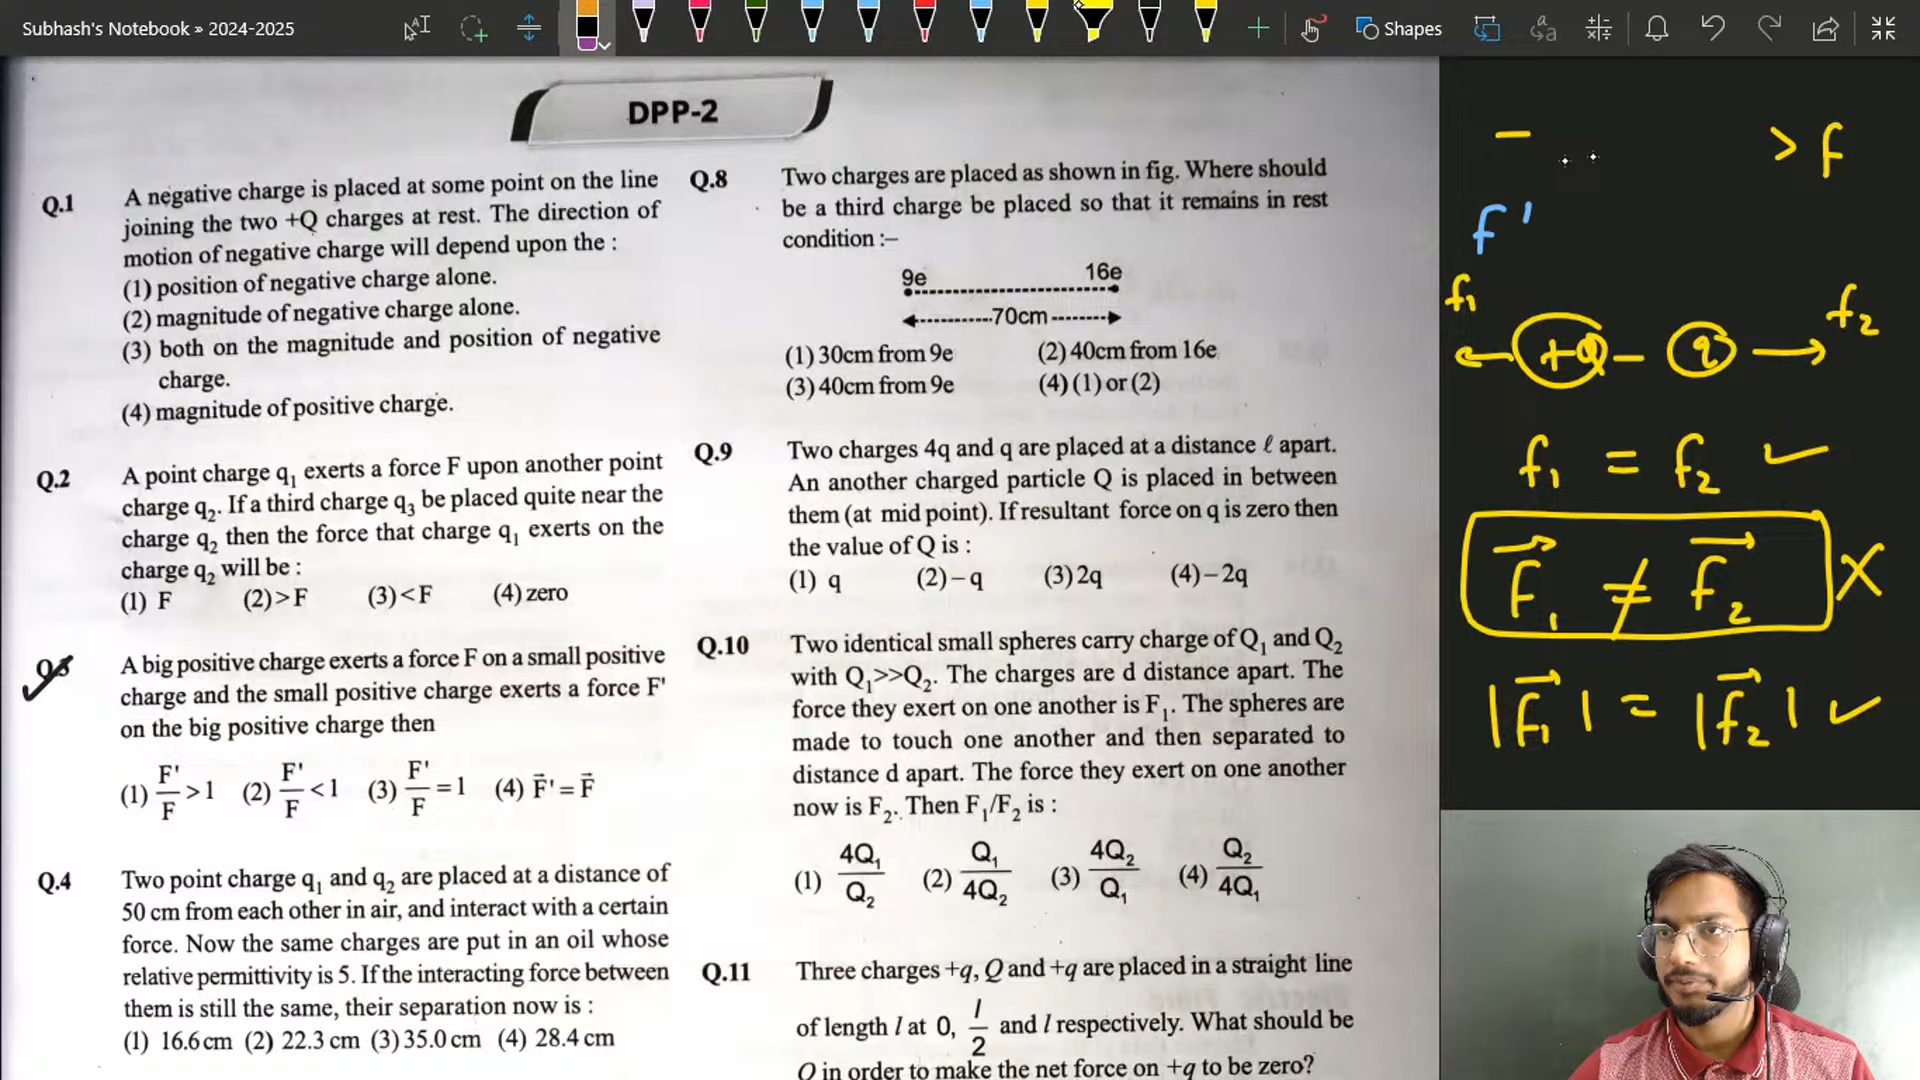 Subhash's Notebook » 2024-2025
Shapes
DPP-2
Q.1 A negative charge is placed at some point on the line
joining the two +Q charges at rest. The direction of
motion of negative charge will depend upon the :
(1) position of negative charge alone.
(2) magnitude of negative charge alone.
(3) both on the magnitude and position of negative
charge.
(4) magnitude of positive charge.
Q.2 A point charge q₁ exerts a force F upon another point
charge q₂. If a third charge q₃ be placed quite near the
charge q₂ then the force that charge q₁ exerts on the
charge q₂ will be :
(1) F (2) >F (3) <F (4) zero
Q.3 A big positive charge exerts a force F on a small positive
charge and the small positive charge exerts a force F'
on the big positive charge then
(1) F'/F >1 (2) F'/F <1 (3) F'/F =1 (4) F⃗' = F⃗
Q.4 Two point charge q₁ and q₂ are placed at a distance of
50 cm from each other in air, and interact with a certain
force. Now the same charges are put in an oil whose
relative permittivity is 5. If the interacting force between
them is still the same, their separation now is :
(1) 16.6 cm (2) 22.3 cm (3) 35.0 cm (4) 28.4 cm
Q.8 Two charges are placed as shown in fig. Where should
be a third charge be placed so that it remains in rest
condition :–
9e 16e
70cm
(1) 30cm from 9e (2) 40cm from 16e
(3) 40cm from 9e (4) (1) or (2)
Q.9 Two charges 4q and q are placed at a distance ℓ apart.
An another charged particle Q is placed in between
them (at mid point). If resultant force on q is zero then
the value of Q is :
(1) q (2) – q (3) 2q (4) – 2q
Q.10 Two identical small spheres carry charge of Q₁ and Q₂
with Q₁>>Q₂. The charges are d distance apart. The
force they exert on one another is F₁. The spheres are
made to touch one another and then separated to
distance d apart. The force they exert on one another
now is F₂. Then F₁/F₂ is :
(1) 4Q₁/Q₂ (2) Q₁/4Q₂ (3) 4Q₂/Q₁ (4) Q₂/4Q₁
Q.11 Three charges +q, Q and +q are placed in a straight line
of length l at 0, l/2 and l respectively. What should be
Q in order to make the net force on +q to be zero?
– > F
F'
f₁ +Q – q f₂
f₁ = f₂ ✓
F⃗₁ ≠ F⃗₂ X
|F⃗₁| = |F⃗₂| ✓